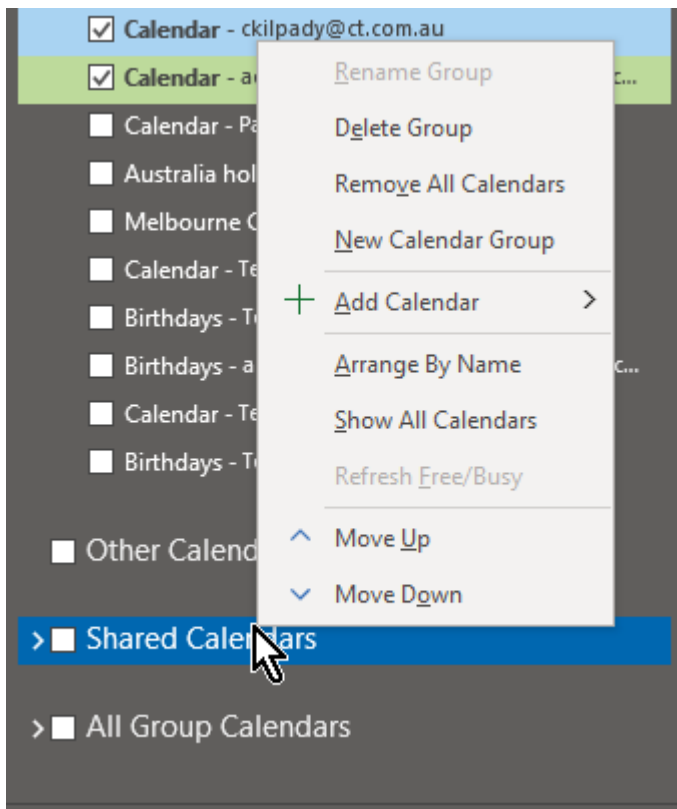 Calendar - ckilpady@ct.com.au
Calendar - a c...
Calendar - Pa
Australia hol
Melbourne C
Calendar - Te
Birthdays - T
Birthdays - a c...
Calendar - Te
Birthdays - T
Other Calend
Shared Calendars
All Group Calendars
Rename Group
Delete Group
Remove All Calendars
New Calendar Group
Add Calendar
Arrange By Name
Show All Calendars
Refresh Free/Busy
Move Up
Move Down